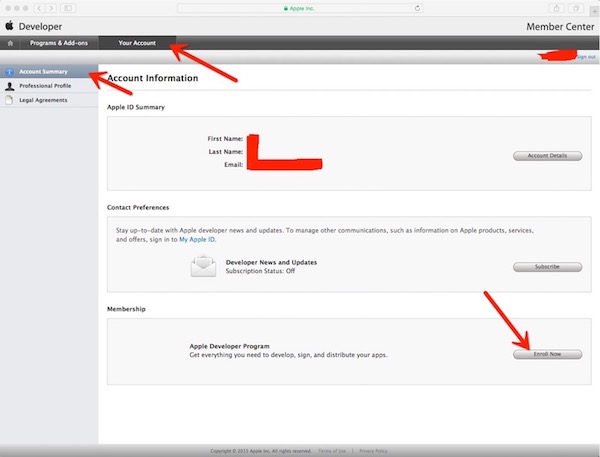 Apple Inc.
Developer
Member Center
Programs & Add-ons
Your Account
Sign out
Account Summary
Professional Profile
Legal Agreements
Account Information
Apple ID Summary
First Name:
Last Name:
Email:
Account Details
Contact Preferences
Stay up-to-date with Apple developer news and updates. To manage other communications, such as information on Apple products, services,
and offers, sign in to My Apple ID.
Developer News and Updates
Subscription Status: Off
Subscribe
Membership
Apple Developer Program
Get everything you need to develop, sign, and distribute your apps.
Enroll Now
Copyright © 2015 Apple Inc. All rights reserved. Terms of Use | Privacy Policy